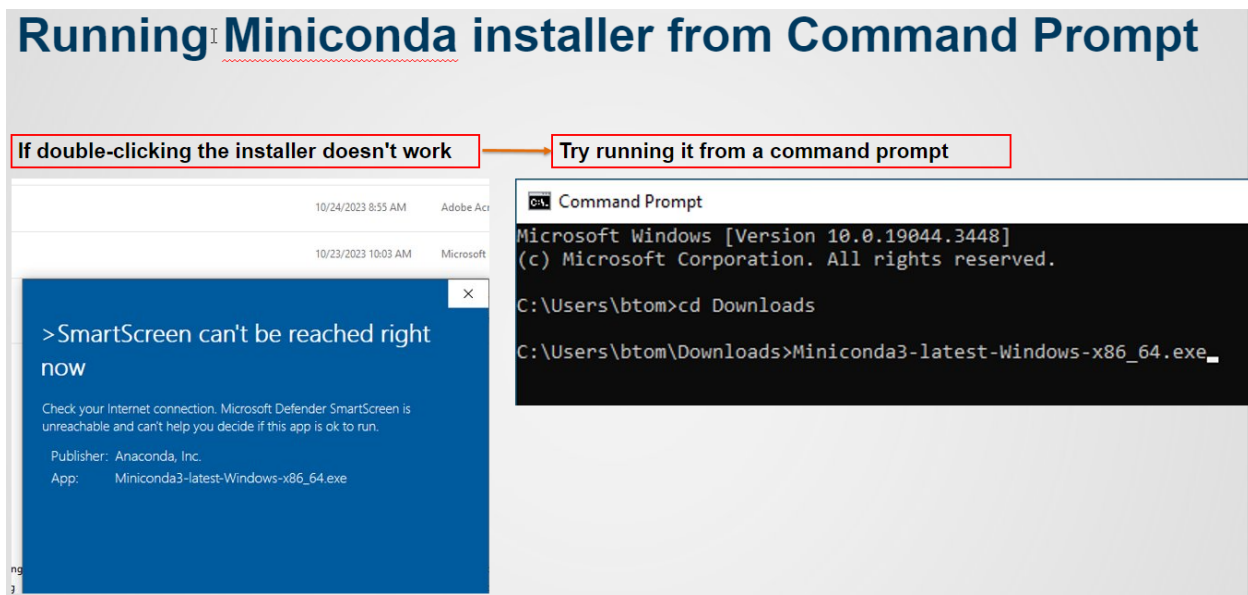 Running Miniconda installer from Command Prompt
If double-clicking the installer doesn't work
Try running it from a command prompt
10/24/2023 8:55 AM Adobe Acr
10/23/2023 10:03 AM Microsoft
>SmartScreen can't be reached right
now
Check your Internet connection. Microsoft Defender SmartScreen is
unreachable and can't help you decide if this app is ok to run.
Publisher: Anaconda, Inc.
App: Miniconda3-latest-Windows-x86_64.exe
ng
g
Command Prompt
Microsoft Windows [Version 10.0.19044.3448]
(c) Microsoft Corporation. All rights reserved.
C:\Users\btom>cd Downloads
C:\Users\btom\Downloads>Miniconda3-latest-Windows-x86_64.exe